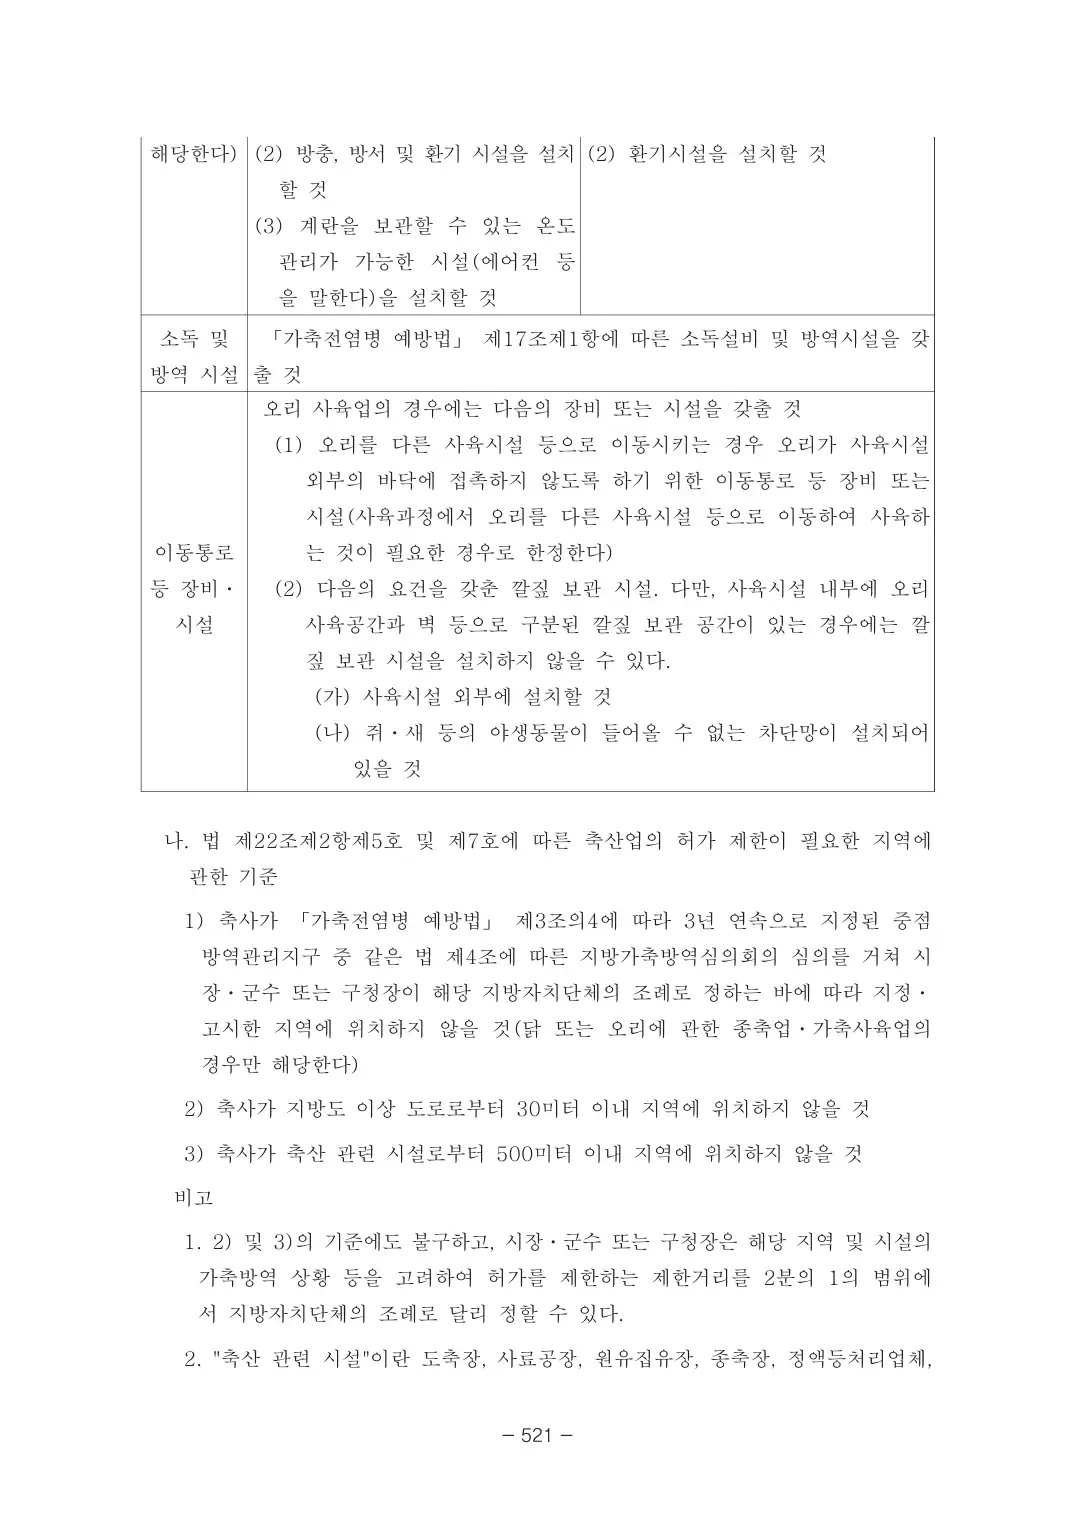 해당한다) (2) 방충, 방서 및 환기 시설을 설치 (2) 환기시설을 설치할 것
할 것
(3) 계란을 보관할 수 있는 온도
관리가 가능한 시설(에어컨 등
을 말한다)을 설치할 것
소독 및 「가축전염병 예방법」 제17조제1항에 따른 소독설비 및 방역시설을 갖
방역 시설 출 것
오리 사육업의 경우에는 다음의 장비 또는 시설을 갖출 것
(1) 오리를 다른 사육시설 등으로 이동시키는 경우 오리가 사육시설
외부의 바닥에 접촉하지 않도록 하기 위한 이동통로 등 장비 또는
시설(사육과정에서 오리를 다른 사육시설 등으로 이동하여 사육하
이동통로 는 것이 필요한 경우로 한정한다)
등 장비・ (2) 다음의 요건을 갖춘 깔짚 보관 시설. 다만, 사육시설 내부에 오리
시설 사육공간과 벽 등으로 구분된 깔짚 보관 공간이 있는 경우에는 깔
짚 보관 시설을 설치하지 않을 수 있다.
(가) 사육시설 외부에 설치할 것
(나) 쥐・새 등의 야생동물이 들어올 수 없는 차단망이 설치되어
있을 것
나. 법 제22조제2항제5호 및 제7호에 따른 축산업의 허가 제한이 필요한 지역에
관한 기준
1) 축사가 「가축전염병 예방법」 제3조의4에 따라 3년 연속으로 지정된 중점
방역관리지구 중 같은 법 제4조에 따른 지방가축방역심의회의 심의를 거쳐 시
장・군수 또는 구청장이 해당 지방자치단체의 조례로 정하는 바에 따라 지정・
고시한 지역에 위치하지 않을 것(닭 또는 오리에 관한 종축업・가축사육업의
경우만 해당한다)
2) 축사가 지방도 이상 도로로부터 30미터 이내 지역에 위치하지 않을 것
3) 축사가 축산 관련 시설로부터 500미터 이내 지역에 위치하지 않을 것
비고
1. 2) 및 3)의 기준에도 불구하고, 시장・군수 또는 구청장은 해당 지역 및 시설의
가축방역 상황 등을 고려하여 허가를 제한하는 제한거리를 2분의 1의 범위에
서 지방자치단체의 조례로 달리 정할 수 있다.
2. "축산 관련 시설"이란 도축장, 사료공장, 원유집유장, 종축장, 정액등처리업체,
- 521 -